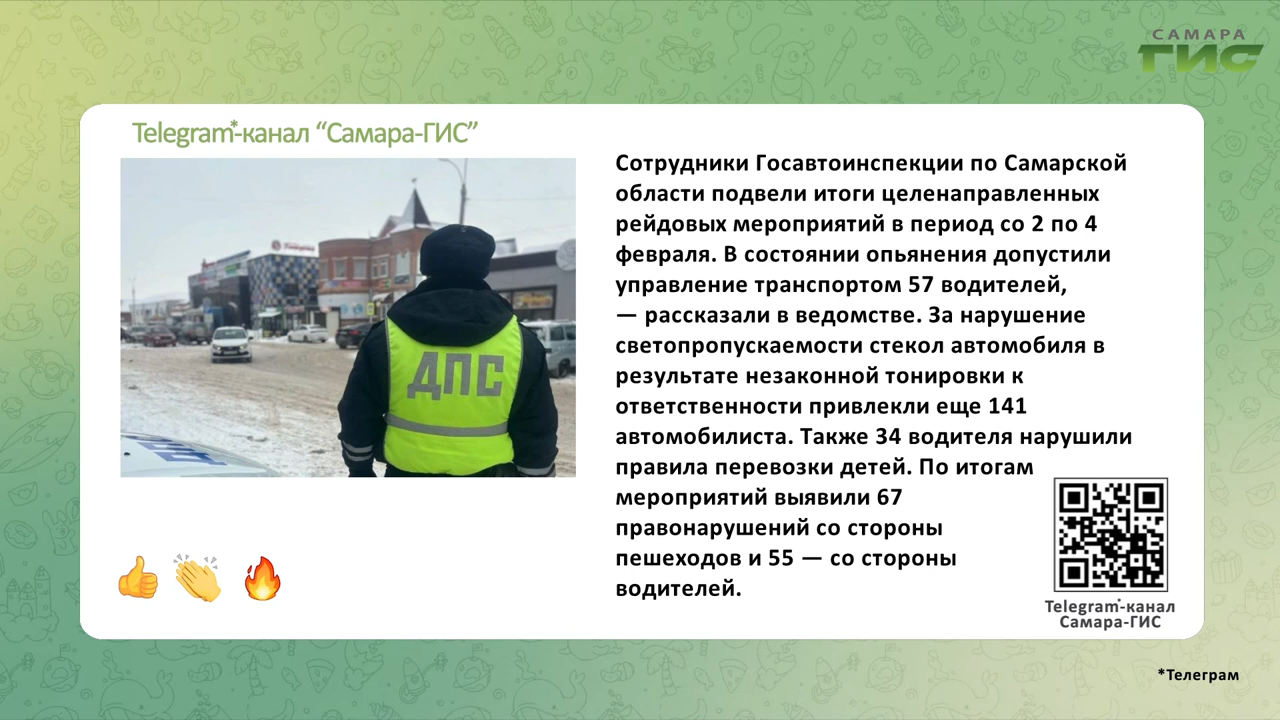 САМАРА
ГИС
Telegram*-канал “Самара-ГИС”
Сотрудники Госавтоинспекции по Самарской
области подвели итоги целенаправленных
рейдовых мероприятий в период со 2 по 4
февраля. В состоянии опьянения допустили
управление транспортом 57 водителей,
— рассказали в ведомстве. За нарушение
светопропускаемости стекол автомобиля в
результате незаконной тонировки к
ответственности привлекли еще 141
автомобилиста. Также 34 водителя нарушили
правила перевозки детей. По итогам
мероприятий выявили 67
правонарушений со стороны
пешеходов и 55 — со стороны
водителей.
ДПС
Telegram*-канал
Самара-ГИС
*Телеграм